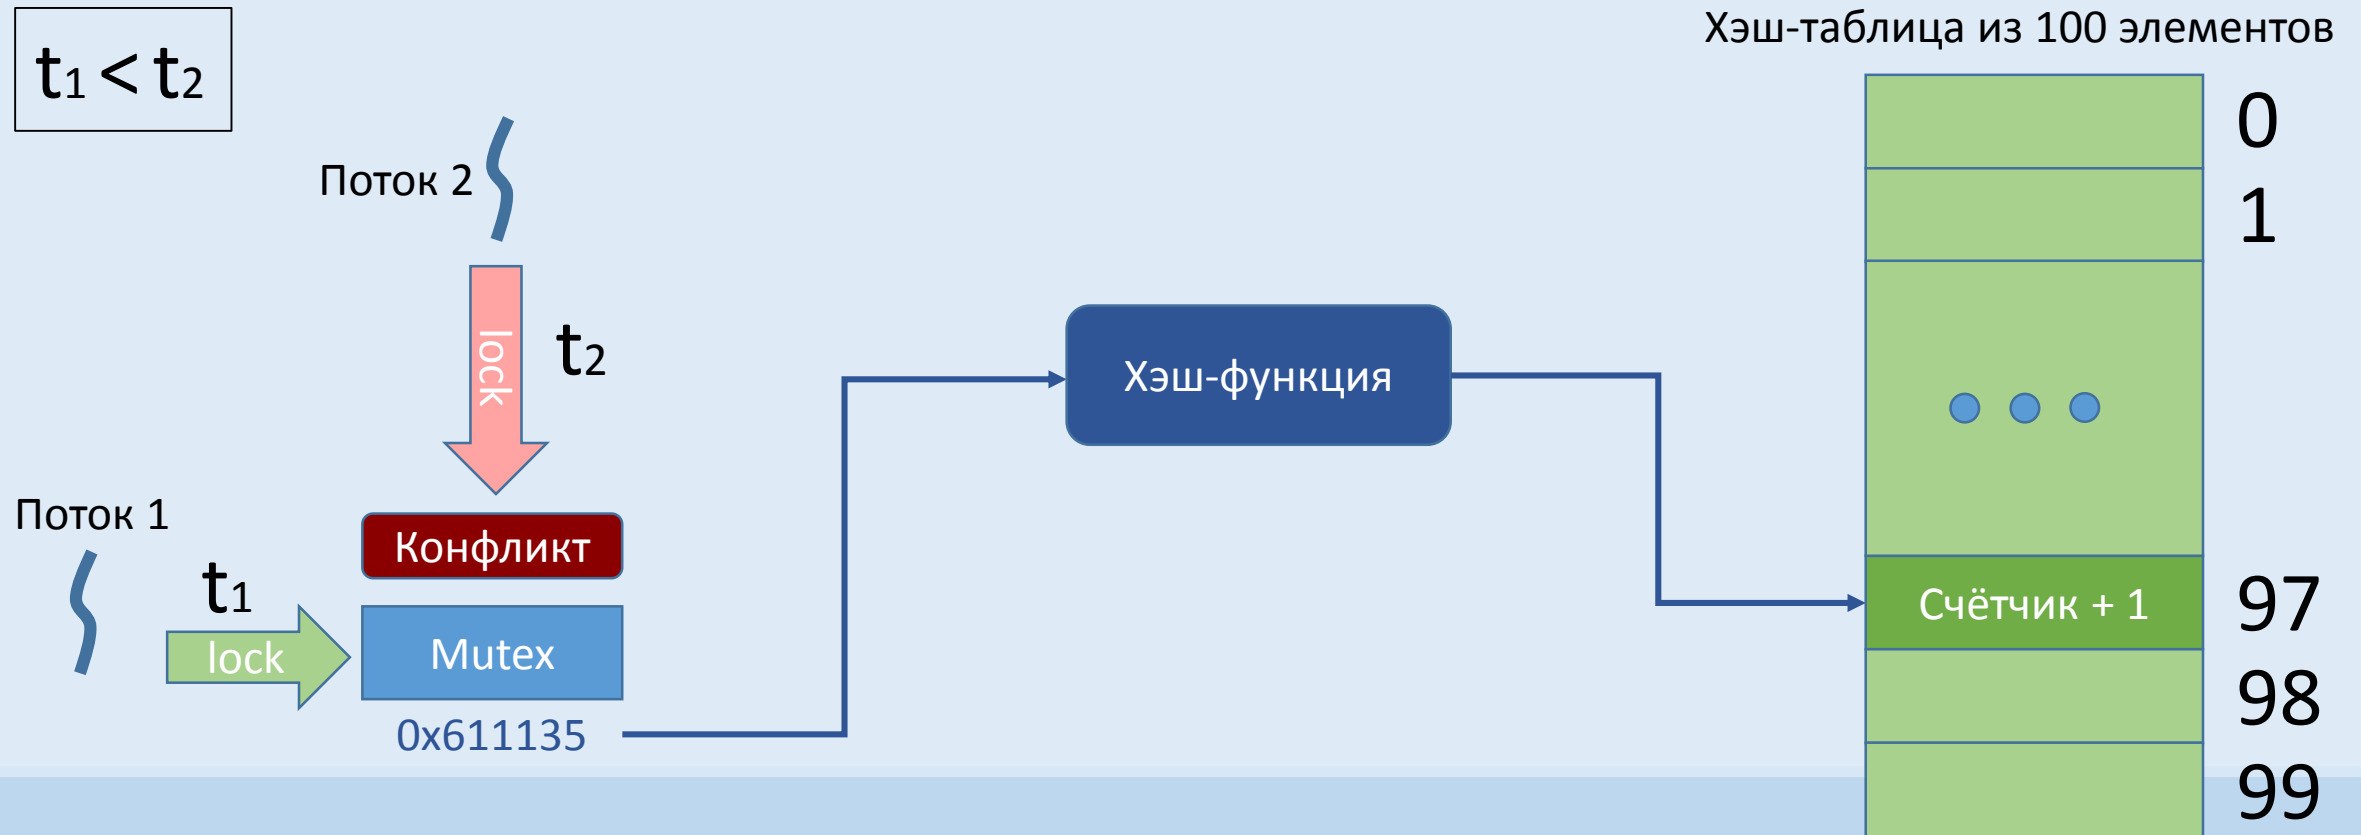 t1 < t2
Хэш-таблица из 100 элементов
0
Поток 2
1
lock
t2
Хэш-функция
Поток 1
Конфликт
t1
lock
Mutex
Счётчик + 1
97
98
0x611135
99